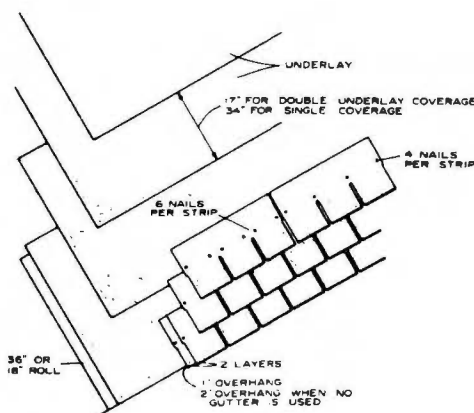 UNDERLAY
17" FOR DOUBLE UNDERLAY COVERAGE
34" FOR SINGLE COVERAGE
4 NAILS
PER STRIP
6 NAILS
PER STRIP
36" OR
18" ROLL
2 LAYERS
1" OVERHANG
2" OVERHANG WHEN NO
GUTTER IS USED